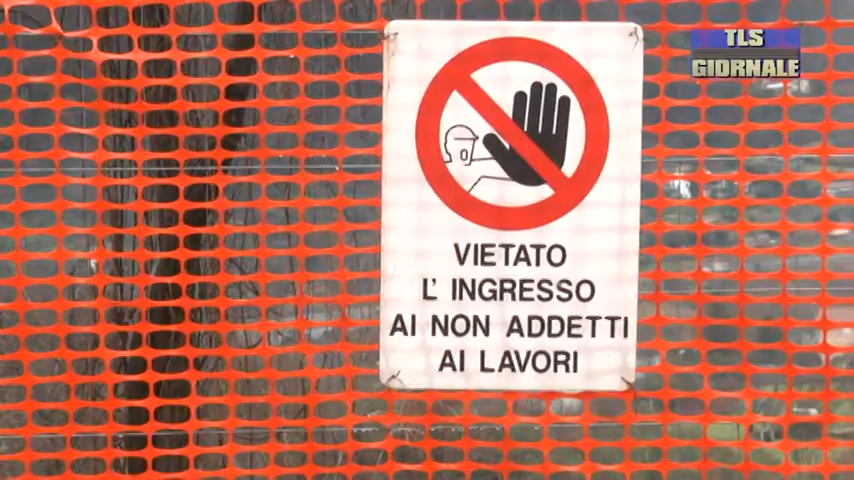 TLS
GIORNALE
VIETATO
L' INGRESSO
AI NON ADDETTI
AI LAVORI